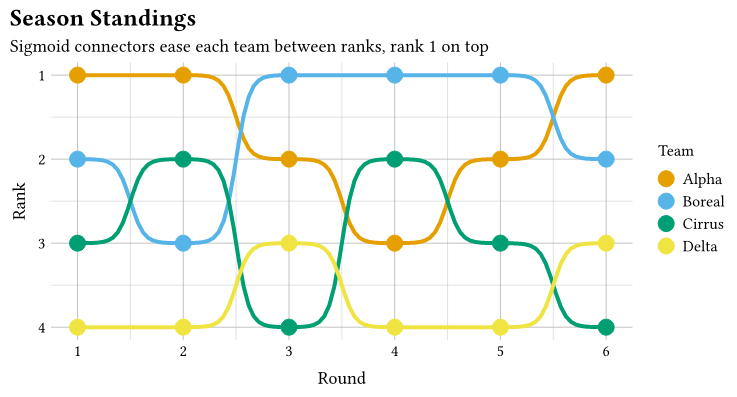 Season Standings
Sigmoid connectors ease each team between ranks, rank 1 on top
1
2
3
4
Rank
1 2 3 4 5 6
Round
Team
Alpha
Boreal
Cirrus
Delta